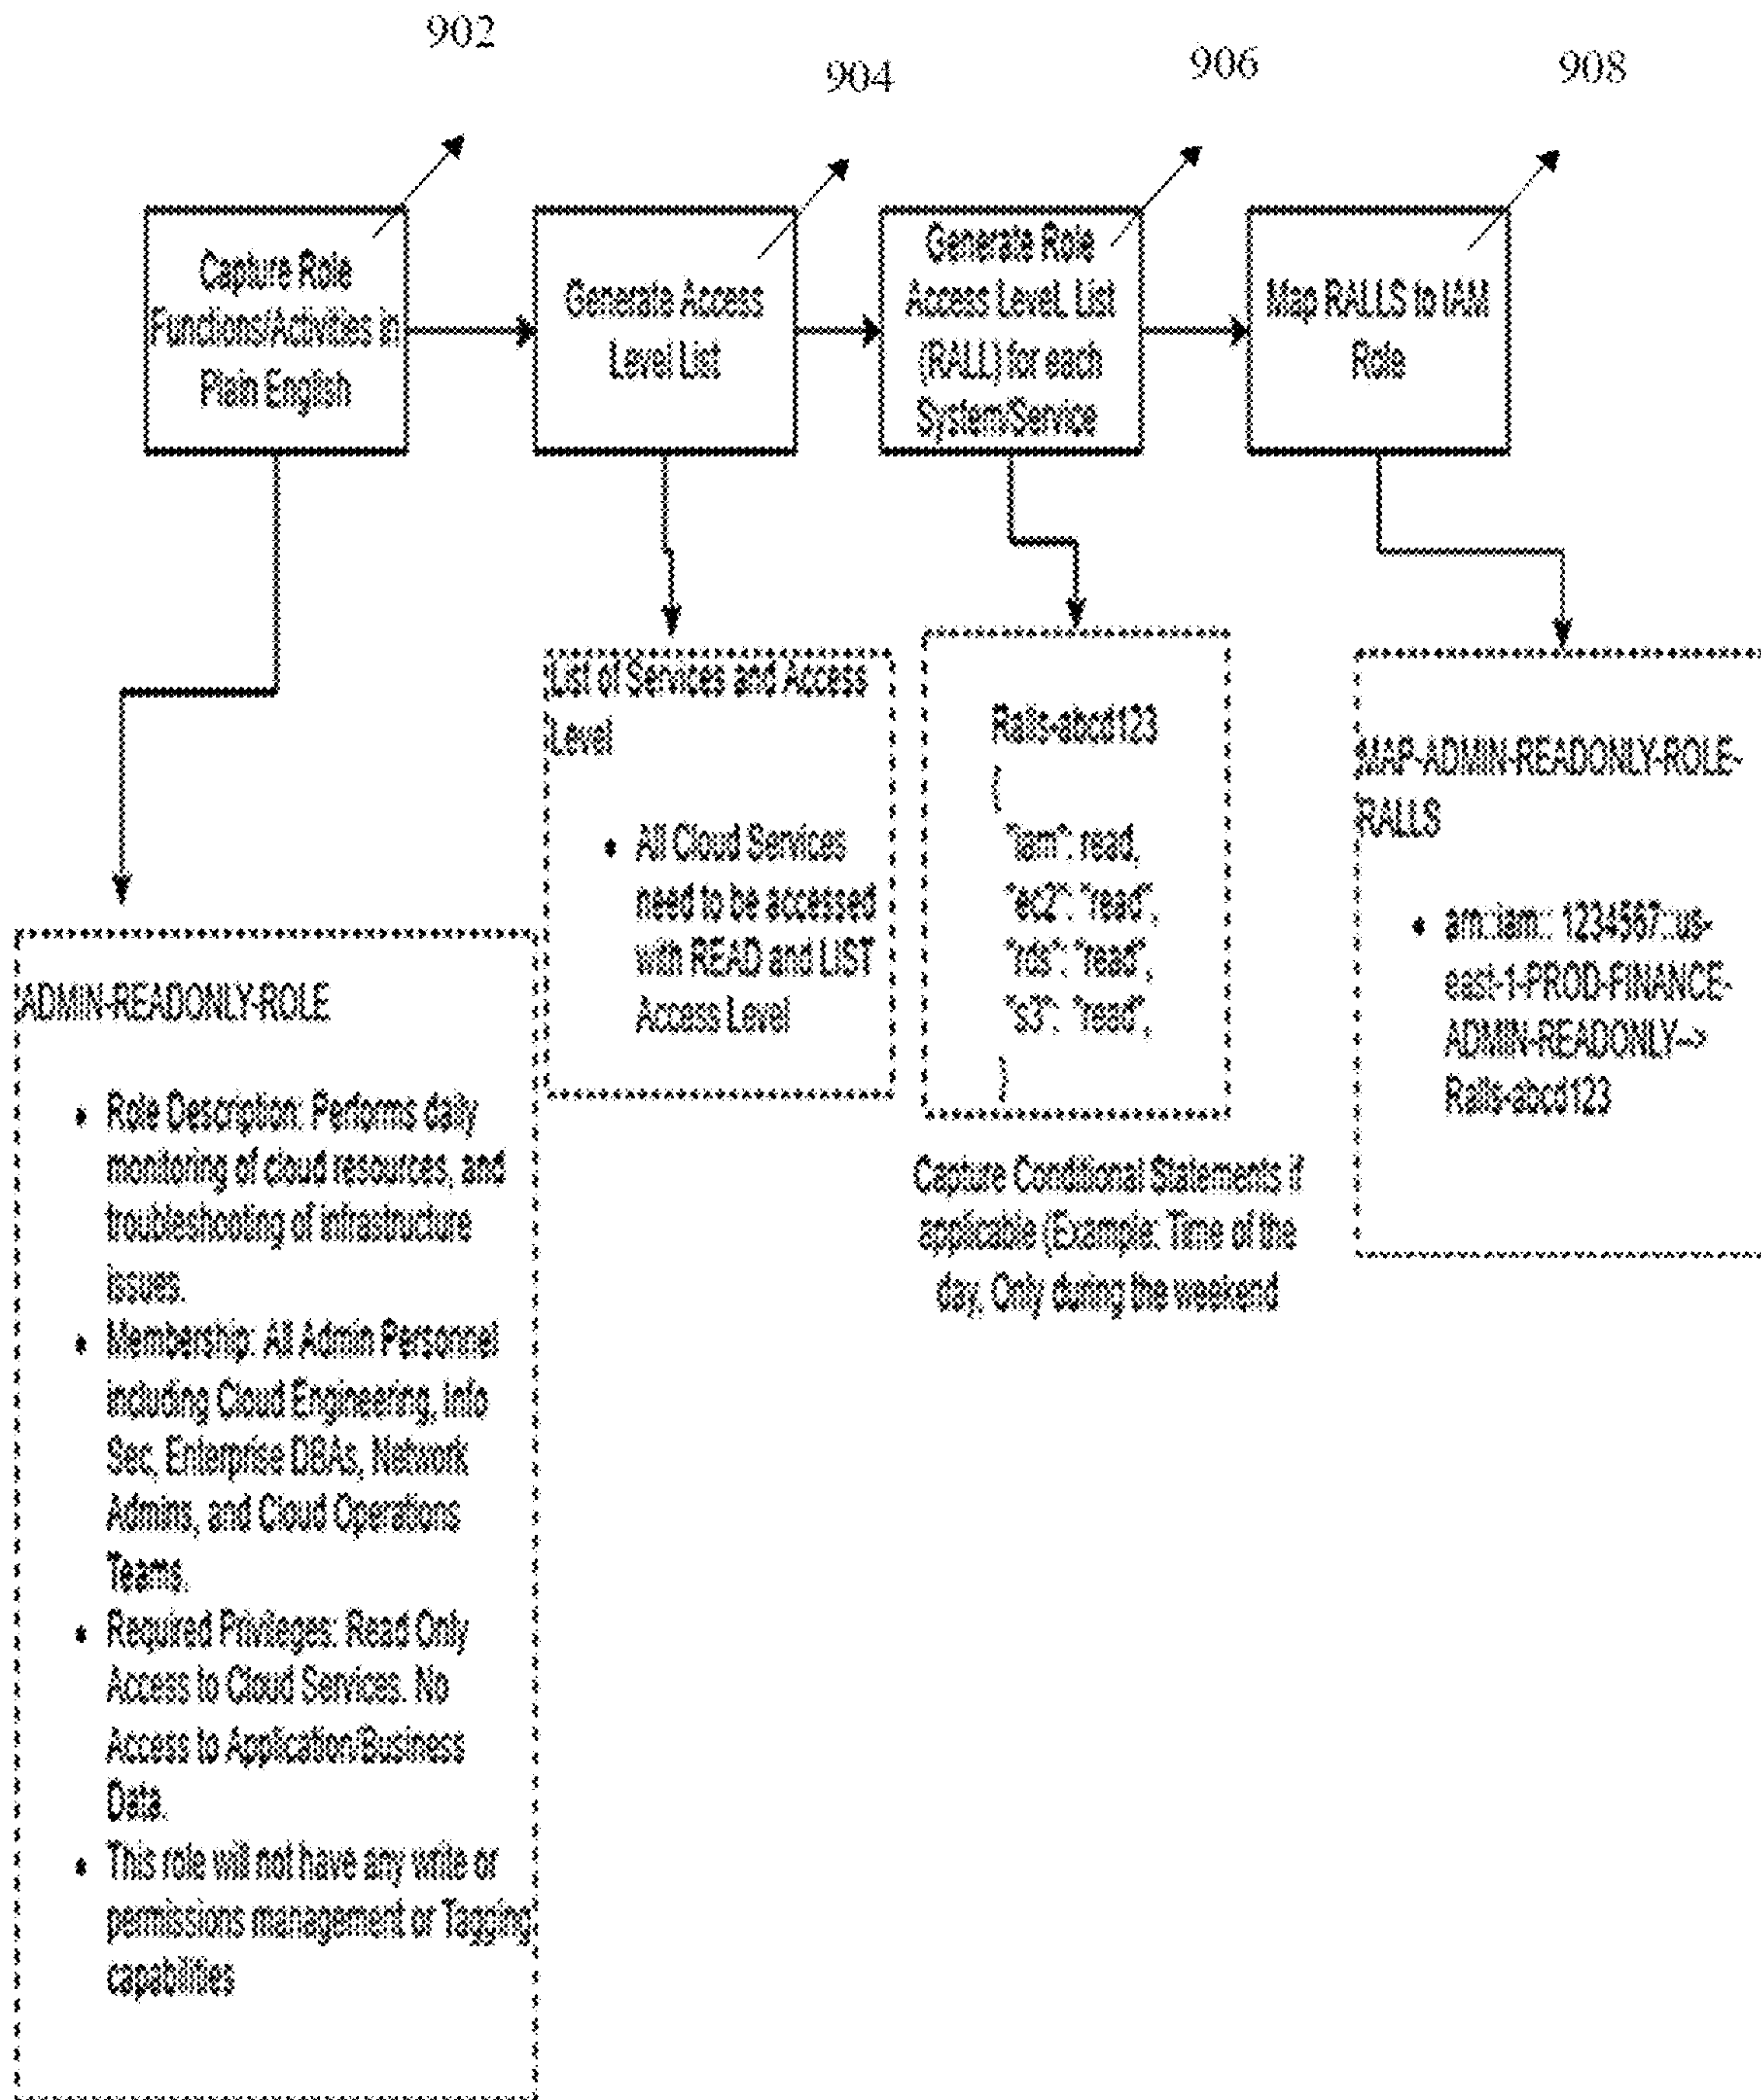 902
904
906
908
Capture Role
Functions/Activities in
Plain English
Generate Access
Level List
Generate Role
Access Level. List
(RALL) for each
System/Service
Map RALLS to IAM
Role
ADMIN-READONLY-ROLE
• Role Description: Performs daily
monitoring of cloud resources, and
troubleshooting of infrastructure
issues.
• Membership: All Admin Personnel
including Cloud Engineering, Info
Sec, Enterprise DBAs, Network
Admins, and Cloud Operations
Teams.
• Required Privileges: Read Only
Access to Cloud Services. No
Access to Application/Business
Data.
• This role will not have any write or
permissions management or Tagging
capabilities
List of Services and Access
Level
• All Cloud Services
need to be accessed
with READ and LIST
Access Level
Ralls-abcd123
{
"iam": read,
"ec2": "read",
"rds": "read",
"s3": "read",
}
Capture Conditional Statements if
applicable (Example: Time of the
day, Only during the weekend
MAP-ADMIN-READONLY-ROLE-
RALLS
• arn::iam:: 1234567::us-
east-1-PROD-FINANCE-
ADMIN-READONLY-->
Ralls-abcd123